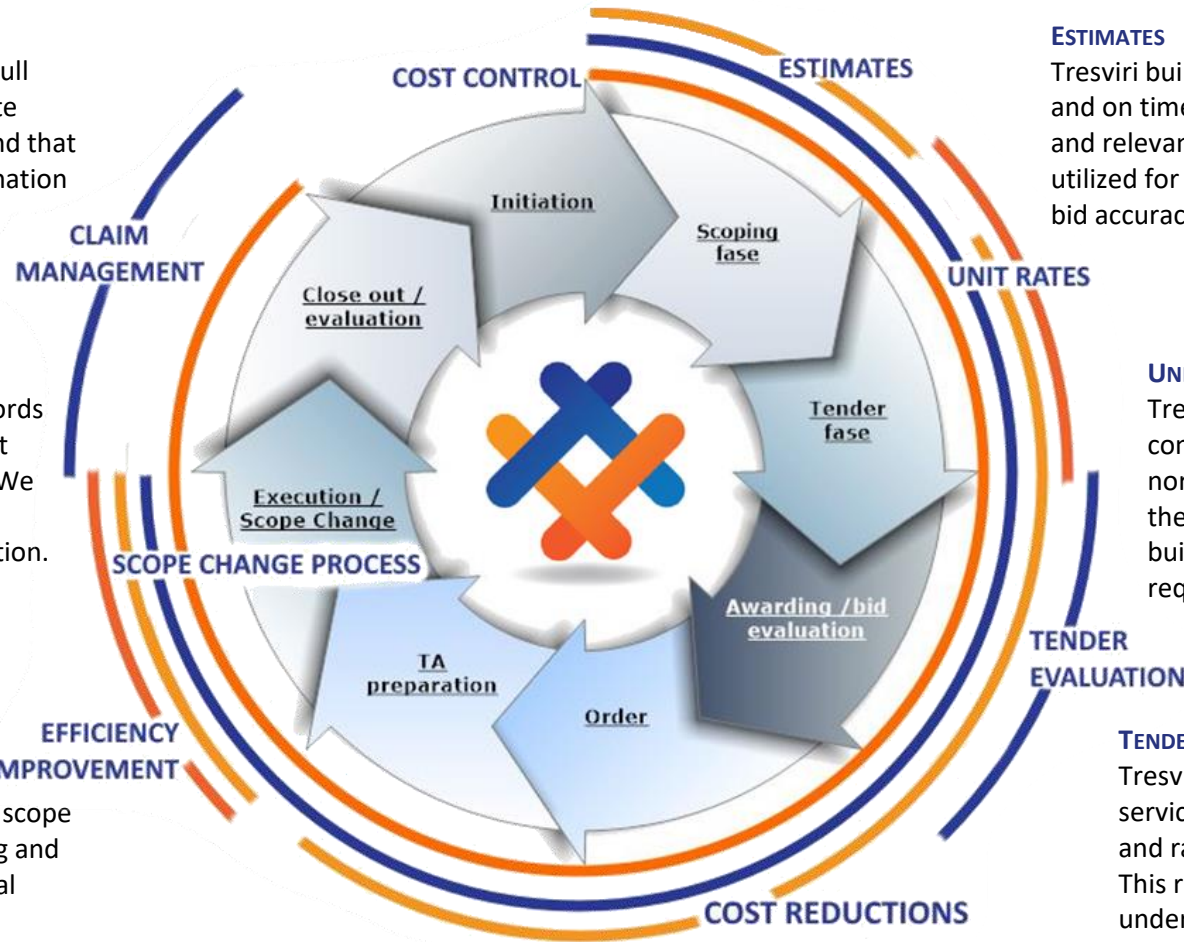 COST CONTROL
ESTIMATES
UNIT RATES
TENDER
EVALUATION
COST REDUCTIONS
EFFICIENCY
MPROVEMENT
SCOPE CHANGE PROCESS
CLAIM
MANAGEMENT
Initiation
Scoping
fase
Tender
fase
Awarding /bid
evaluation
Order
TA
preparation
Execution /
Scope Change
Close out /
evaluation
ull
te
nd that
nation
ords
t
We
tion.
scope
g and
al
ESTIMATES
Tresviri bui
and on time
and relevan
utilized for
bid accurac
UN
Tre
con
nor
the
bui
req
TENDE
Tresv
servic
and ra
This r
under